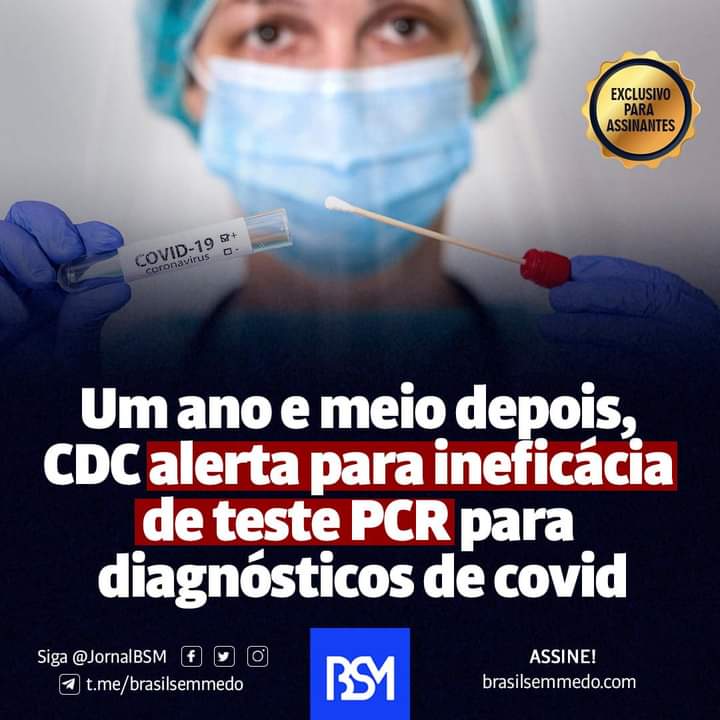 EXCLUSIVO
PARA
ASSINANTES
COVID-19 +
coronavirus -
Um ano e meio depois,
CDC alerta para ineficácia
de teste PCR para
diagnósticos de covid
Siga @JornalBSM
t.me/brasilsemmedo
BSM
ASSINE!
brasilsemmedo.com